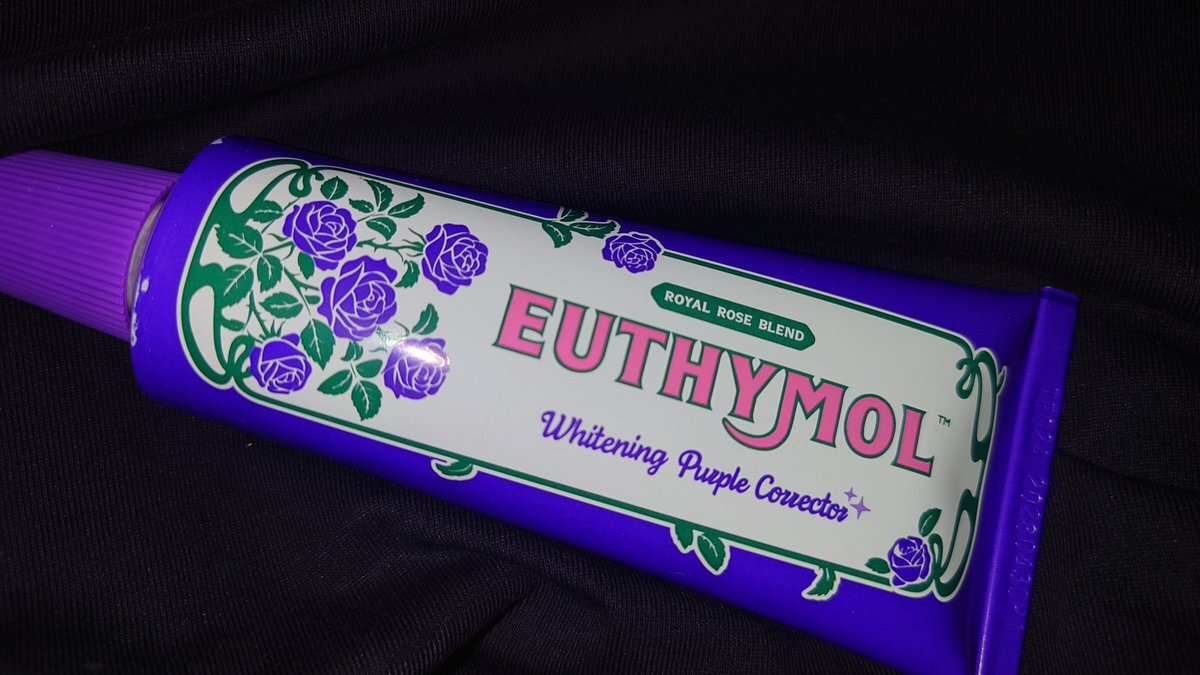 ROYAL ROSE BLEND
EUTHYMOL™
Whitening Purple Corrector